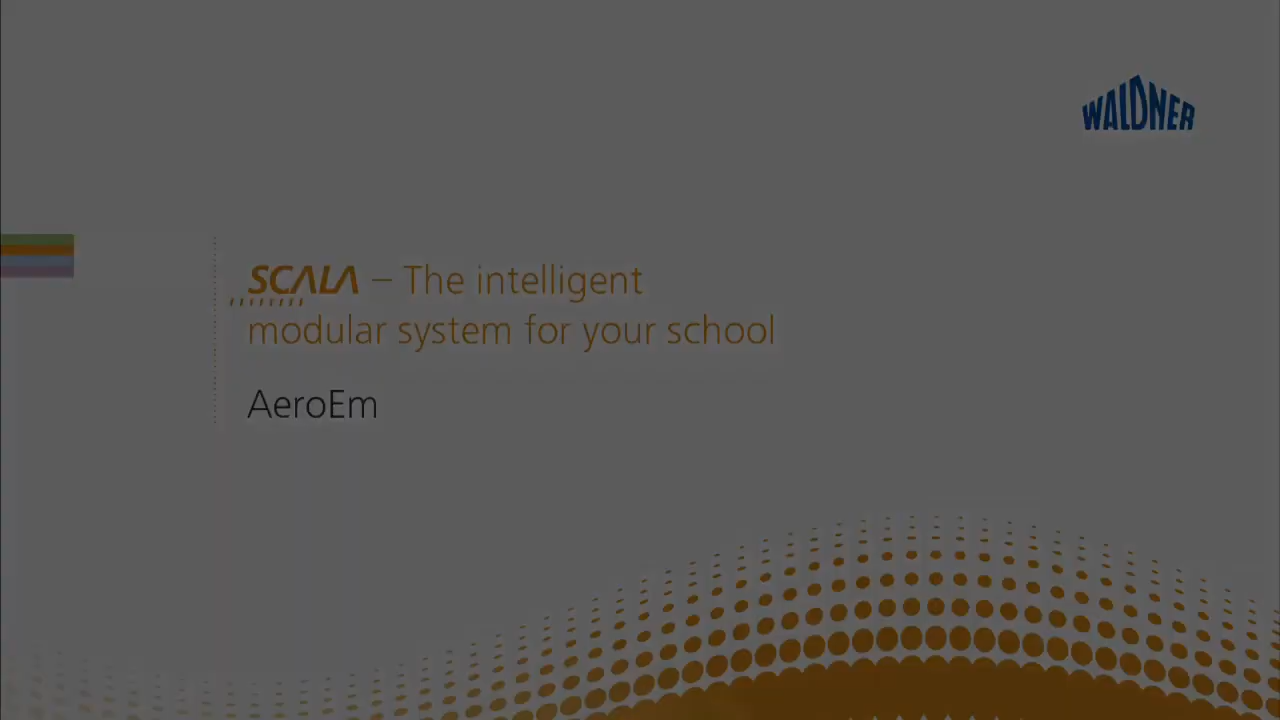 WALDNER
SCALA – The intelligent
modular system for your school
AeroEm